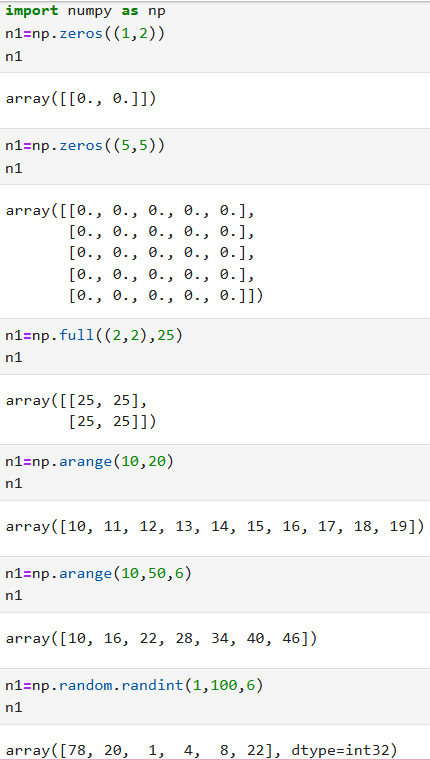 import numpy as np
n1=np.zeros((1,2))
n1
array([[0., 0.]])
n1=np.zeros((5,5))
n1
array([[0., 0., 0., 0., 0.],
       [0., 0., 0., 0., 0.],
       [0., 0., 0., 0., 0.],
       [0., 0., 0., 0., 0.],
       [0., 0., 0., 0., 0.]])
n1=np.full((2,2),25)
n1
array([[25, 25],
       [25, 25]])
n1=np.arange(10,20)
n1
array([10, 11, 12, 13, 14, 15, 16, 17, 18, 19])
n1=np.arange(10,50,6)
n1
array([10, 16, 22, 28, 34, 40, 46])
n1=np.random.randint(1,100,6)
n1
array([78, 20,  1,  4,  8, 22], dtype=int32)